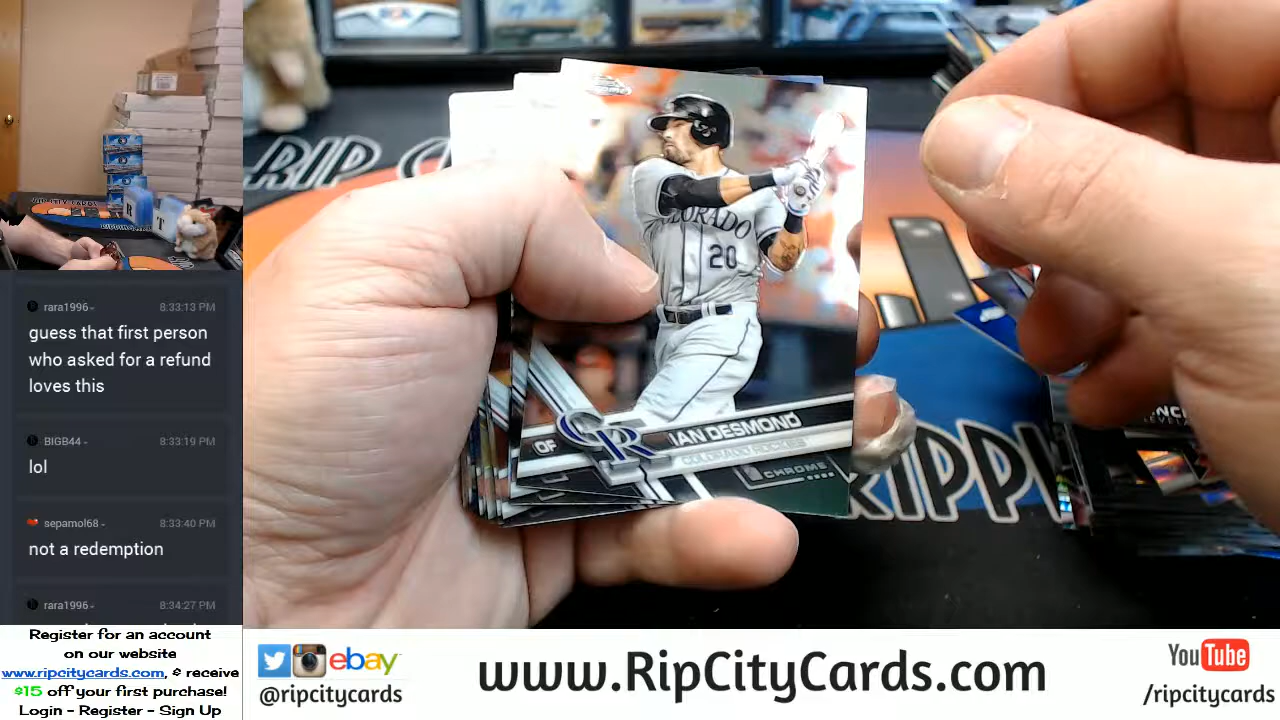 rara1996
8:33:13 PM
guess that first person
who asked for a refund
loves this
BIGB44
8:33:19 PM
lol
sepamol68
8:33:40 PM
not a redemption
rara1996
8:34:27 PM
Register for an account
on our website
www.ripcitycards.com, & receive
$15 off your first purchase!
Login - Register - Sign Up
RIP
COLORADO
20
CR
OF
IAN DESMOND
COLORADO ROCKIES
CHROME
RIPPI
R
T
ebay
@ripcitycards
www.RipCityCards.com
YouTube
/ripcitycards